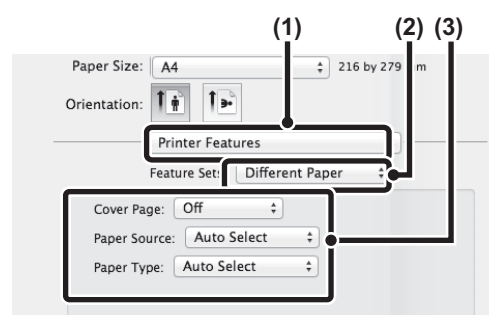 (1)
(2) (3)
Paper Size: A4 216 by 279 m
Orientation:
Printer Features
Feature Set: Different Paper
Cover Page: Off
Paper Source: Auto Select
Paper Type: Auto Select